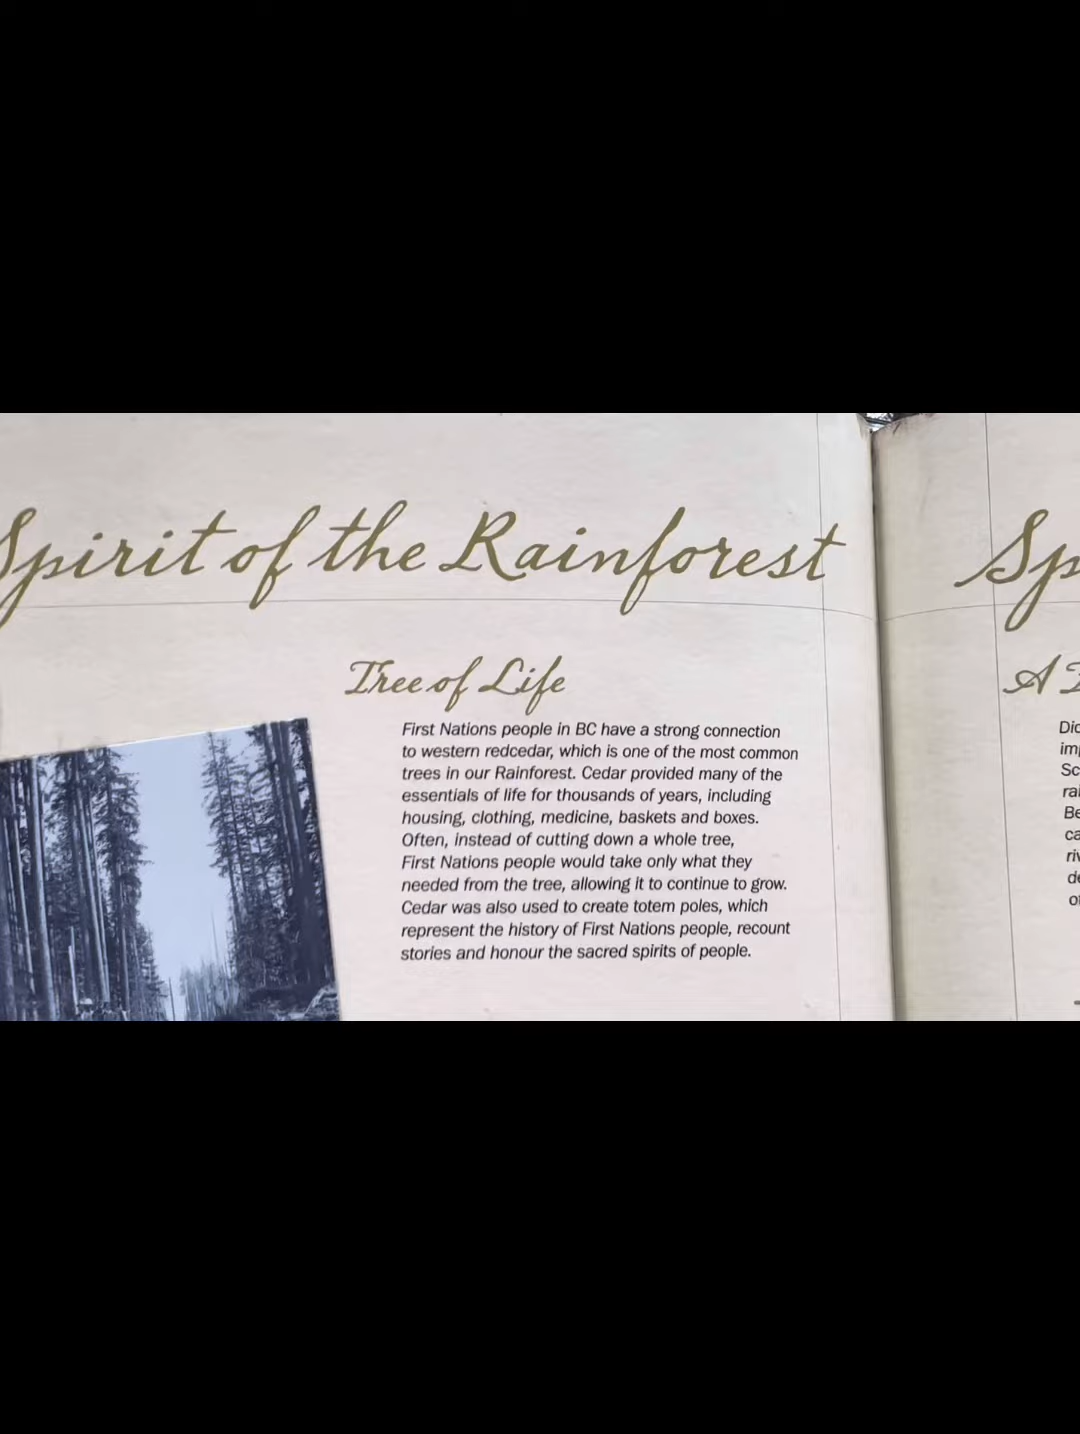 Spirit of the Rainforest
Tree of Life
First Nations people in BC have a strong connection
to western redcedar, which is one of the most common
trees in our Rainforest. Cedar provided many of the
essentials of life for thousands of years, including
housing, clothing, medicine, baskets and boxes.
Often, instead of cutting down a whole tree,
First Nations people would take only what they
needed from the tree, allowing it to continue to grow.
Cedar was also used to create totem poles, which
represent the history of First Nations people, recount
stories and honour the sacred spirits of people.
A